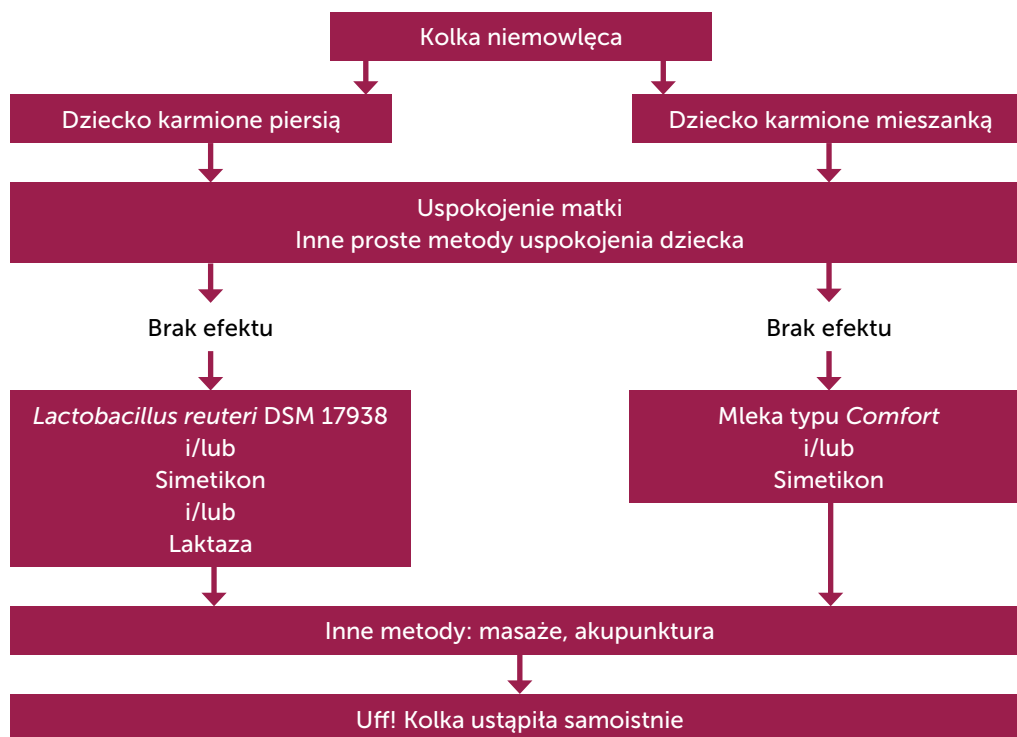 Kolka niemowlęca
Dziecko karmione piersią
Dziecko karmione mieszanką
Uspokojenie matki
Inne proste metody uspokojenia dziecka
Brak efektu
Brak efektu
Lactobacillus reuteri DSM 17938
i/lub
Simetikon
i/lub
Laktaza
Mleka typu Comfort
i/lub
Simetikon
Inne metody: masaże, akupunktura
Uff! Kolka ustąpiła samoistnie